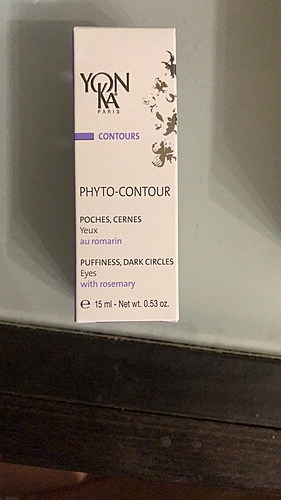 YON
KA®
PARIS
CONTOURS
PHYTO-CONTOUR
POCHES, CERNES
Yeux
au romarin
PUFFINESS, DARK CIRCLES
Eyes
with rosemary
℮ 15 ml - Net wt. 0.53 oz.